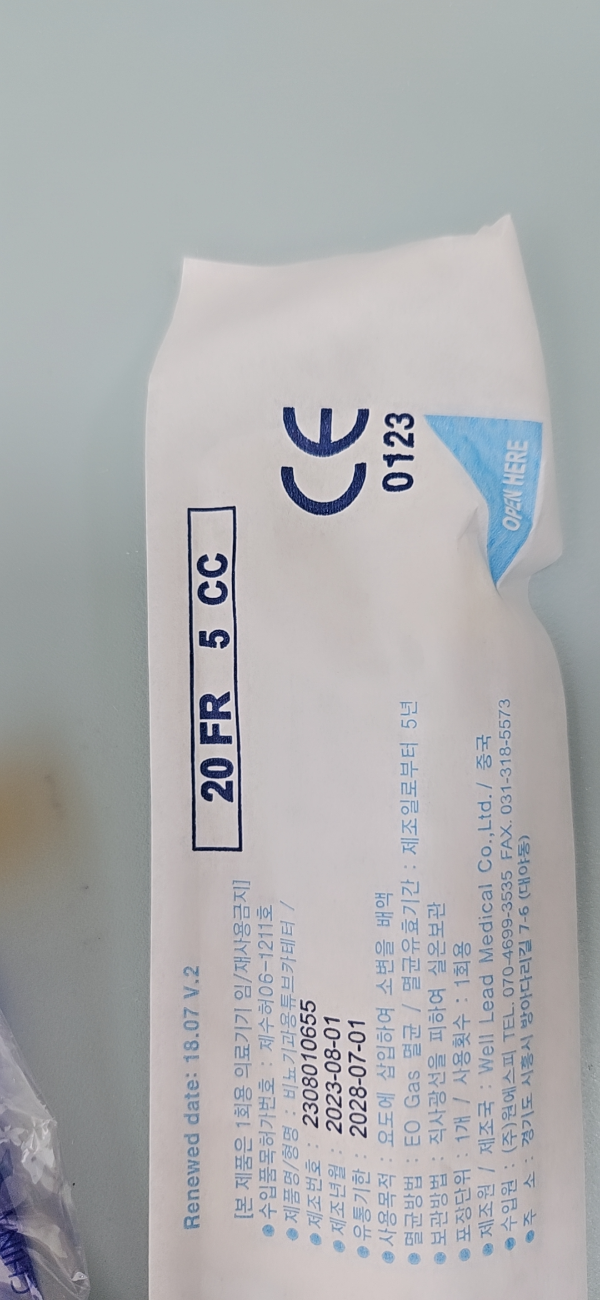 Renewed date: 18.07 V.2
20 FR 5 CC
CE
0123
OPEN HERE
[본 제품은 1회용 의료기기 임/재사용금지]
● 수입품목허가번호 : 제수허06-1211호
● 제품명/형명 : 비뇨기과용튜브카테터 /
● 제조번호 : 2308010655
● 제조년월 : 2023-08-01
● 유통기한 : 2028-07-01
● 사용목적 : 요도에 삽입하여 소변을 배액
● 멸균방법 : EO Gas 멸균 / 멸균유효기간 : 제조일로부터 5년
● 보관방법 : 직사광선을 피하여 실온보관
● 포장단위 : 1개 / 사용횟수 : 1회용
● 제조원 / 제조국 : Well Lead Medical Co.,Ltd./ 중국
● 수입원 : (주)원에스피 TEL. 070-4699-3535 FAX. 031-318-5573
● 주 소 : 경기도 시흥시 방아다리길 7-6 (대야동)
CHINA